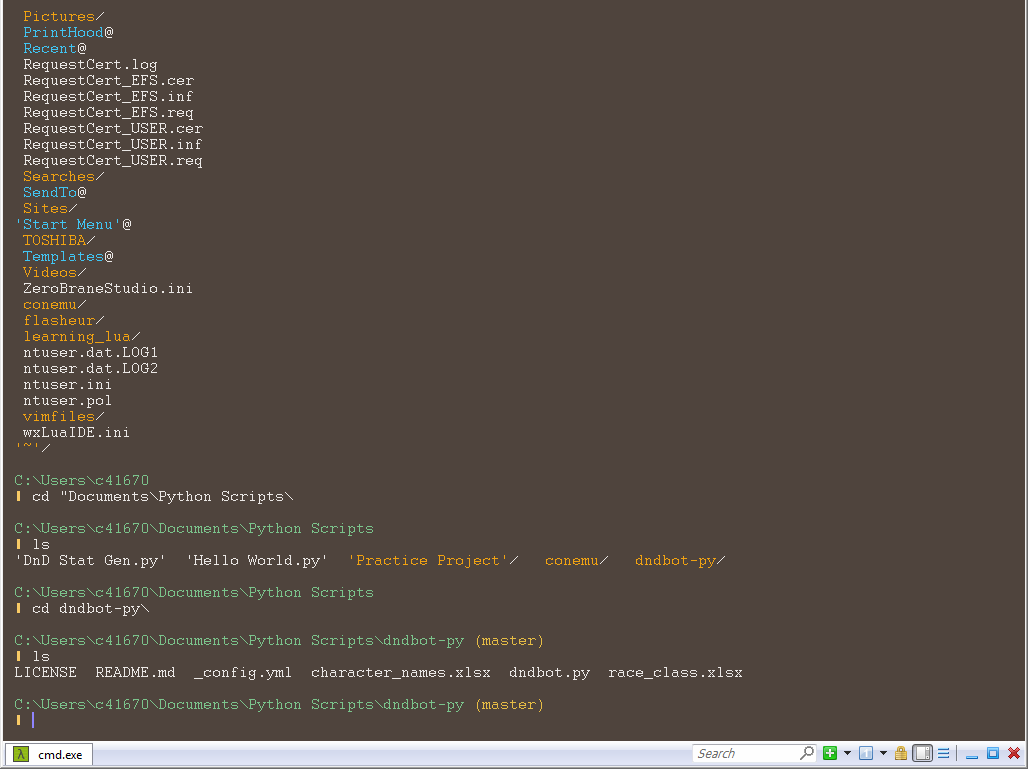 Pictures/
PrintHood@
Recent@
RequestCert.log
RequestCert_EFS.cer
RequestCert_EFS.inf
RequestCert_EFS.req
RequestCert_USER.cer
RequestCert_USER.inf
RequestCert_USER.req
Searches/
SendTo@
Sites/
'Start Menu'@
TOSHIBA/
Templates@
Videos/
ZeroBraneStudio.ini
conemu/
flasheur/
learning_lua/
ntuser.dat.LOG1
ntuser.dat.LOG2
ntuser.ini
ntuser.pol
vimfiles/
wxLuaIDE.ini
'~'/
C:\Users\c41670
cd "Documents\Python Scripts\
C:\Users\c41670\Documents\Python Scripts
ls
'DnD Stat Gen.py'  'Hello World.py'  'Practice Project'/  conemu/  dndbot-py/
C:\Users\c41670\Documents\Python Scripts
cd dndbot-py\
C:\Users\c41670\Documents\Python Scripts\dndbot-py (master)
ls
LICENSE  README.md  _config.yml  character_names.xlsx  dndbot.py  race_class.xlsx
C:\Users\c41670\Documents\Python Scripts\dndbot-py (master)
λ cmd.exe Search